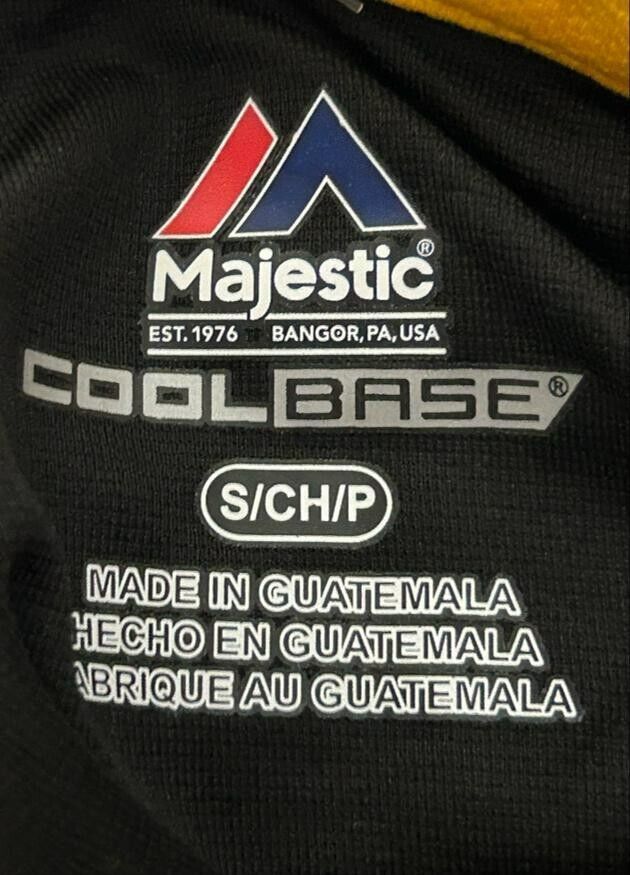 Majestic®
EST. 1976 BANGOR, PA, USA
COOLBASE®
S/CH/P
MADE IN GUATEMALA
HECHO EN GUATEMALA
ABRIQUE AU GUATEMALA